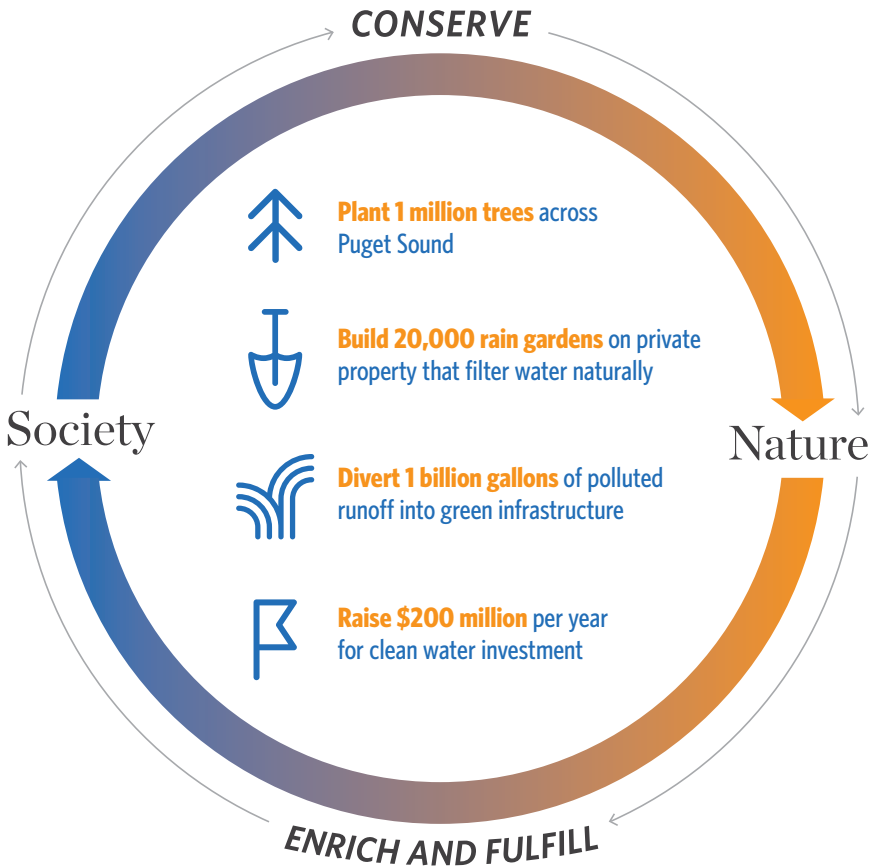 CONSERVE
Plant 1 million trees across
Puget Sound
Build 20,000 rain gardens on private
property that filter water naturally
Society
Nature
Divert 1 billion gallons of polluted
runoff into green infrastructure
Raise $200 million per year
for clean water investment
ENRICH AND FULFILL